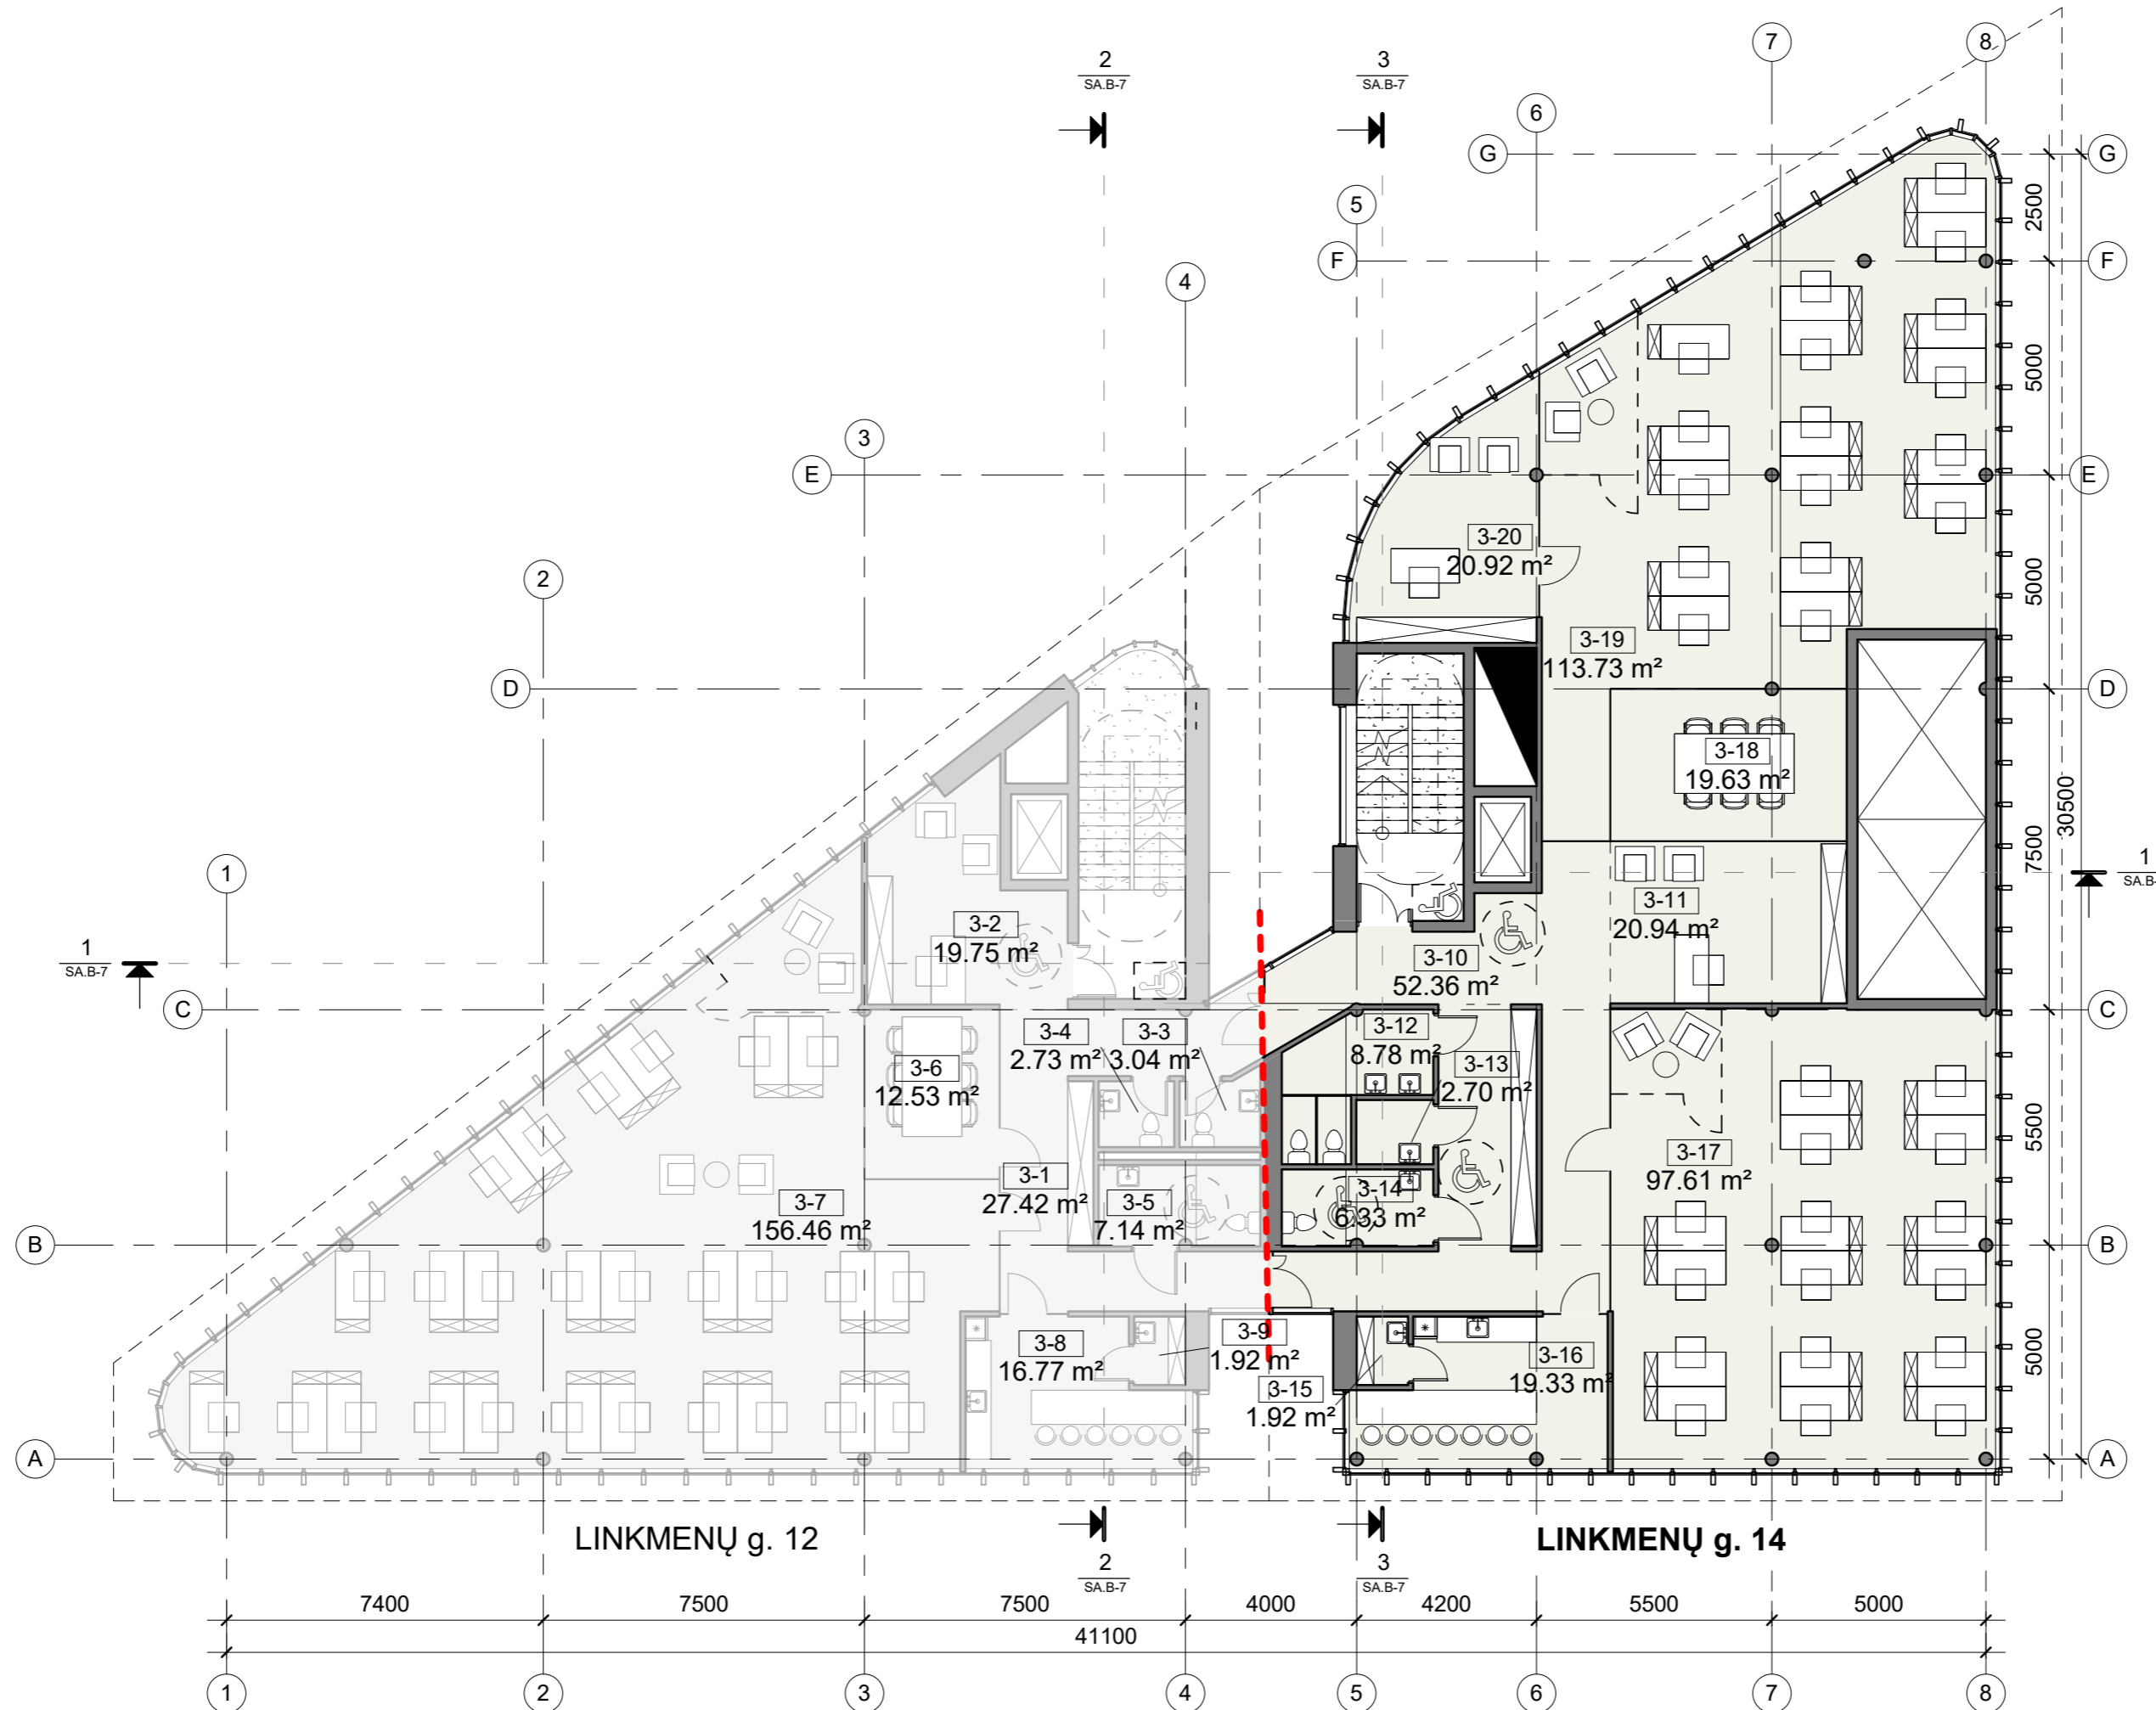 2
SA.B-7
3
SA.B-7
7
8
6
G
G
5
2500
F
F
4
5000
3
E
E
3-20
20.92 m²
2
5000
3-19
113.73 m²
D
D
3-18
19.63 m²
30500
7500
1
SA.B-
1
3-11
20.94 m²
3-2
19.75 m²
1
SA.B-7
3-10
52.36 m²
C
C
3-4
2.73 m²
3-3
3.04 m²
3-12
8.78 m²
3-6
12.53 m²
3-13
2.70 m²
5500
3-17
97.61 m²
3-1
27.42 m²
3-14
6.33 m²
3-7
156.46 m²
3-5
7.14 m²
B
B
3-8
16.77 m²
3-9
1.92 m²
3-16
19.33 m²
5000
3-15
1.92 m²
A
A
LINKMENŲ g. 12
LINKMENŲ g. 14
2
SA.B-7
3
SA.B-7
7400
7500
7500
4000
4200
5500
5000
41100
1
2
3
4
5
6
7
8